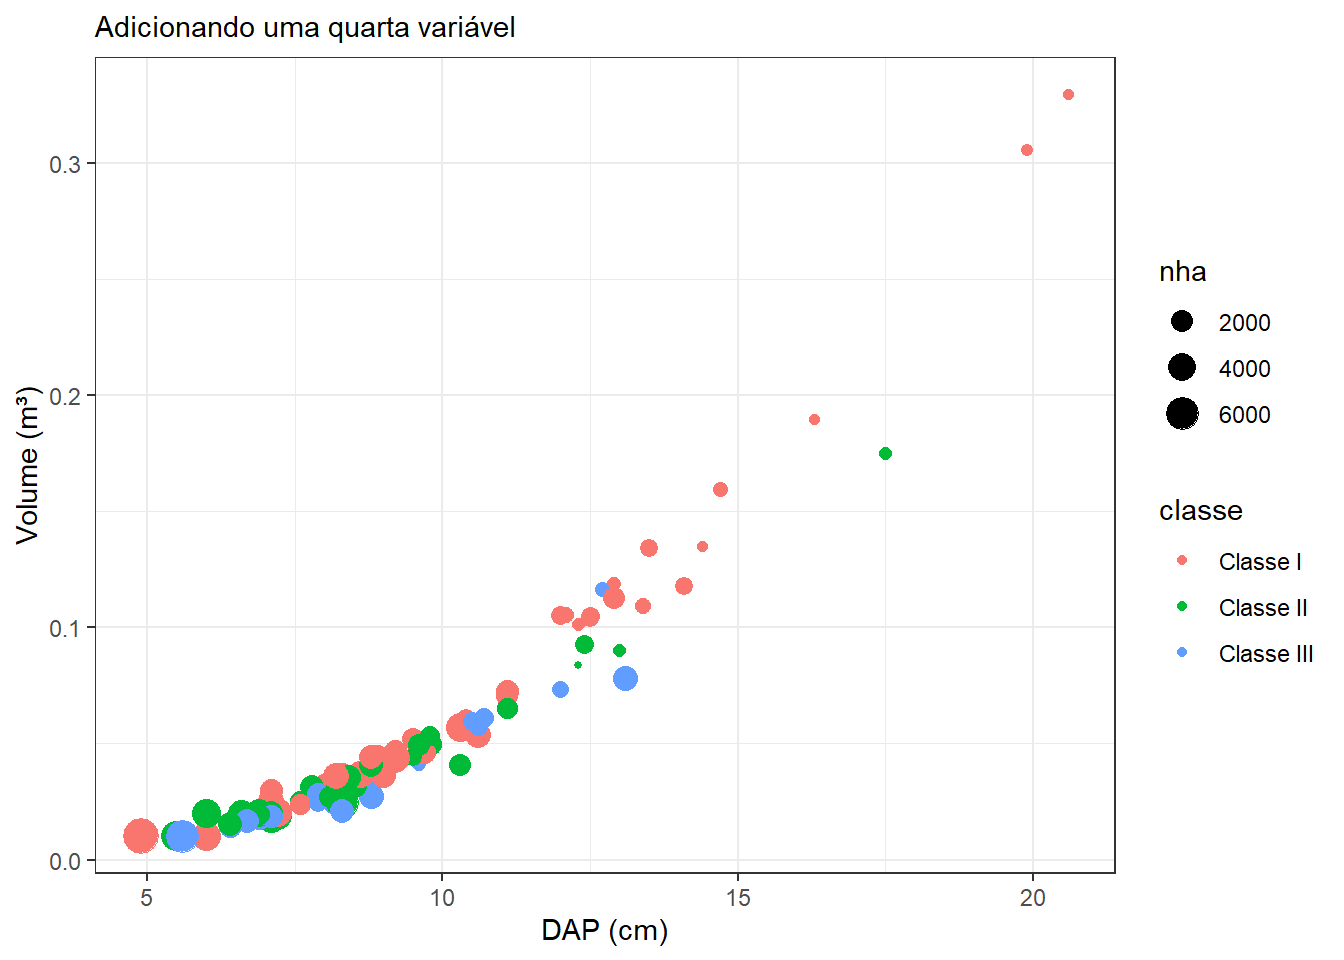 Adicionando uma quarta variável
0.3
0.2
0.1
0.0
Volume (m³)
5
10
15
20
DAP (cm)
nha
2000
4000
6000
classe
Classe I
Classe II
Classe III